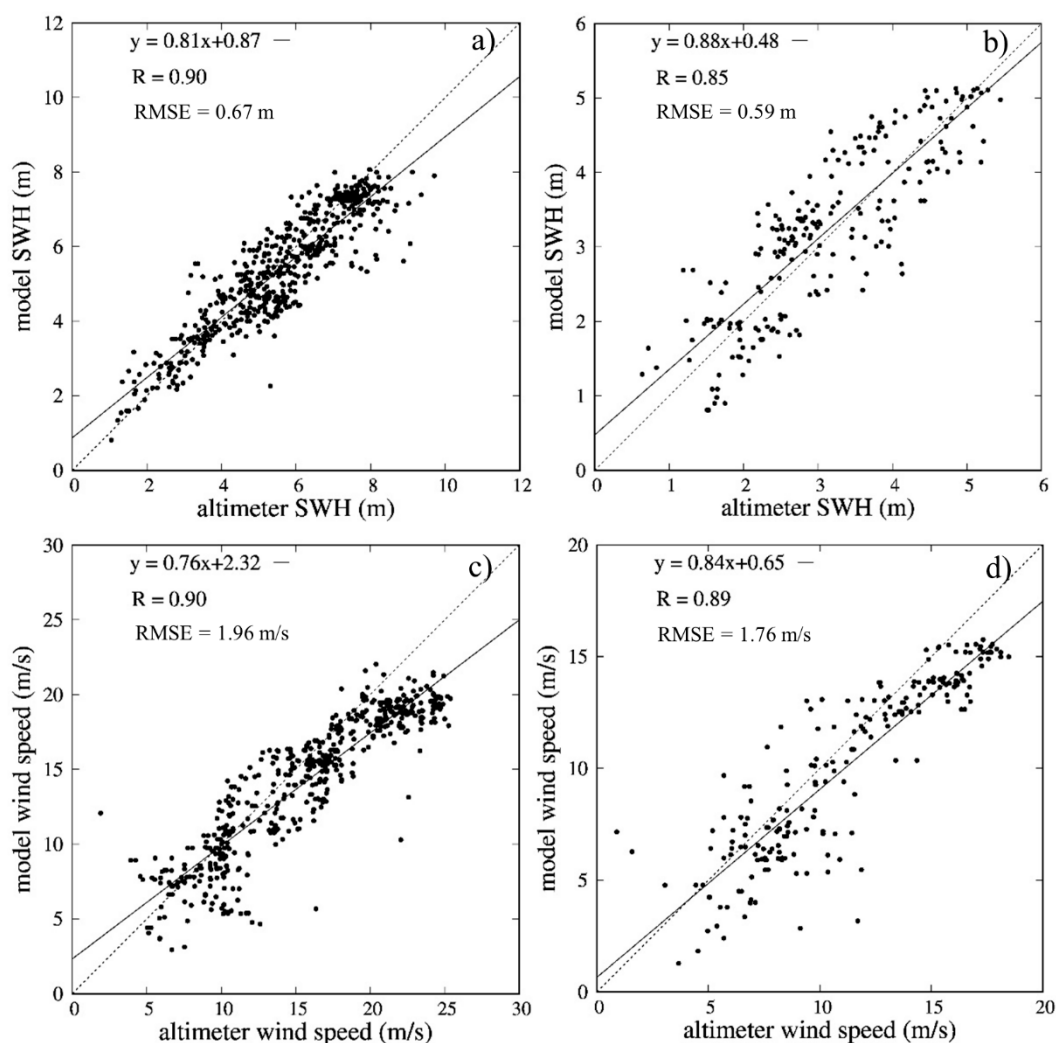 a)
y = 0.81x+0.87
R = 0.90
RMSE = 0.67 m
12
10
8
6
4
2
0
model SWH (m)
0 2 4 6 8 10 12
altimeter SWH (m)
b)
y = 0.88x+0.48
R = 0.85
RMSE = 0.59 m
6
5
4
3
2
1
0
model SWH (m)
0 1 2 3 4 5 6
altimeter SWH (m)
c)
y = 0.76x+2.32
R = 0.90
RMSE = 1.96 m/s
30
25
20
15
10
5
0
model wind speed (m/s)
0 5 10 15 20 25 30
altimeter wind speed (m/s)
d)
y = 0.84x+0.65
R = 0.89
RMSE = 1.76 m/s
20
15
10
5
0
model wind speed (m/s)
0 5 10 15 20
altimeter wind speed (m/s)